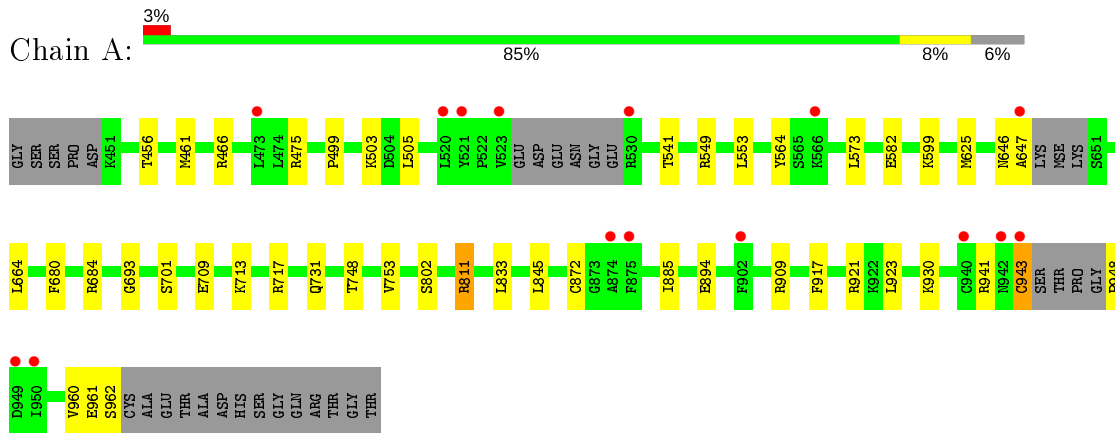 3%
Chain A:
85% 8% 6%
GLY SER SER PRO ASP K451 T456 M461 R466 L473 L474 R475 P499 K503 D504 L505 L520 Y521 P522 V523 GLU ASP GLU ASN GLY GLU R530 T541 R549 L553 Y564 S565 K566 L573 E582 K599 M625 N646 A647 LYS MSE LYS S651
L664 F680 R684 G693 S701 E709 K713 R717 Q731 T748 V753 S802 R811 L833 L845 C872 G873 A874 F875 I885 E894 F902 R909 F917 R921 K922 L923 K930 C940 R941 N942 C943 SER THR PRO GLY
D949 I950 V960 E961 S962 CYS ALA GLU THR ALA ASP HIS SER GLY GLN ARG THR GLY THR